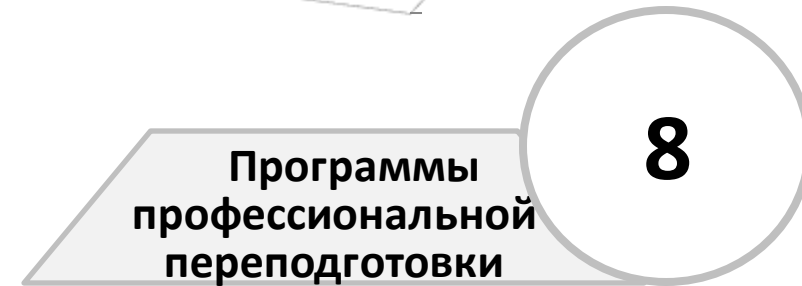 Программы
профессиональной
переподготовки
8